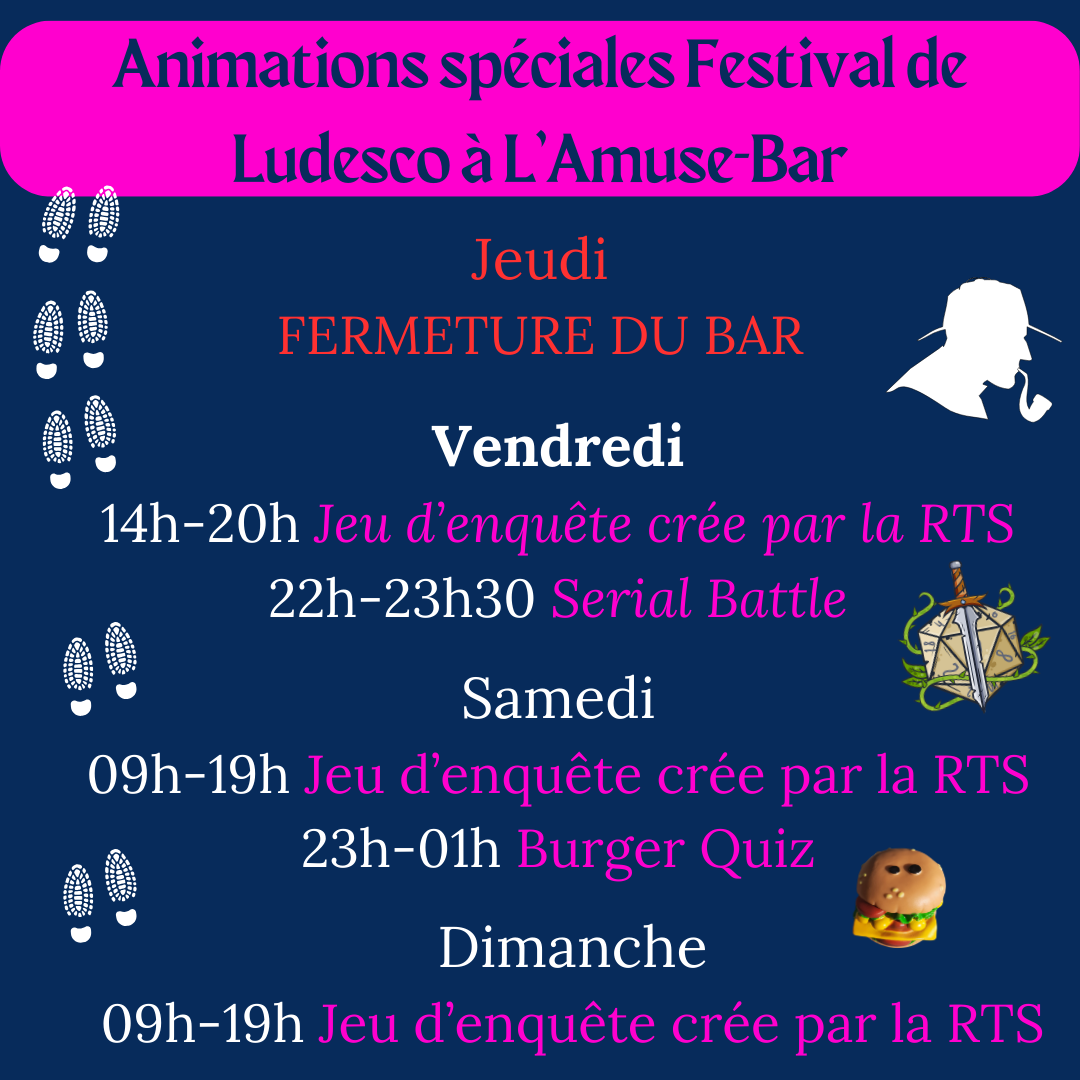 Animations spéciales Festival de
Ludesco à L'Amuse-Bar
Jeudi
FERMETURE DU BAR
Vendredi
14h-20h Jeu d'enquête crée par la RTS
22h-23h30 Serial Battle
Samedi
09h-19h Jeu d'enquête crée par la RTS
23h-01h Burger Quiz
Dimanche
09h-19h Jeu d'enquête crée par la RTS